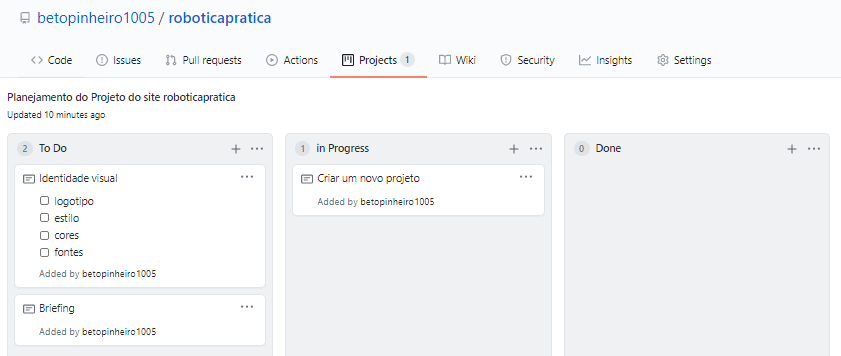 betopinheiro1005 / roboticapratica
Code Issues Pull requests Actions Projects 1 Wiki Security Insights Settings
Planejamento do Projeto do site roboticapratica
Updated 10 minutes ago
2 To Do
Identidade visual
logotipo
estilo
cores
fontes
Added by betopinheiro1005
Briefing
Added by betopinheiro1005
1 in Progress
Criar um novo projeto
Added by betopinheiro1005
0 Done